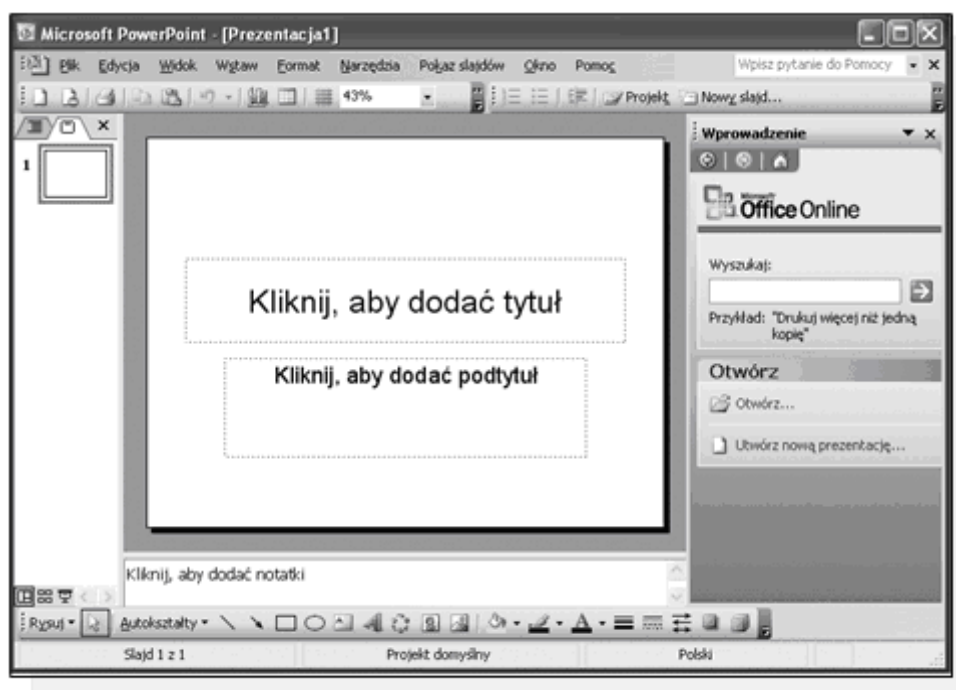 Microsoft PowerPoint - [Prezentacja1]
Plik Edycja Widok Wstaw Format Narzędzia Pokaz slajdów Okno Pomoc Wpisz pytanie do Pomocy
43% Projekt Nowy slajd...
Wprowadzenie
1
Microsoft
Office Online
Wyszukaj:
Przykład: "Drukuj więcej niż jedną
kopię"
Otwórz
Otwórz...
Utwórz nową prezentację...
Kliknij, aby dodać tytuł
Kliknij, aby dodać podtytuł
Kliknij, aby dodać notatki
Rysuj Autokształty
Slajd 1 z 1 Projekt domyślny Polski